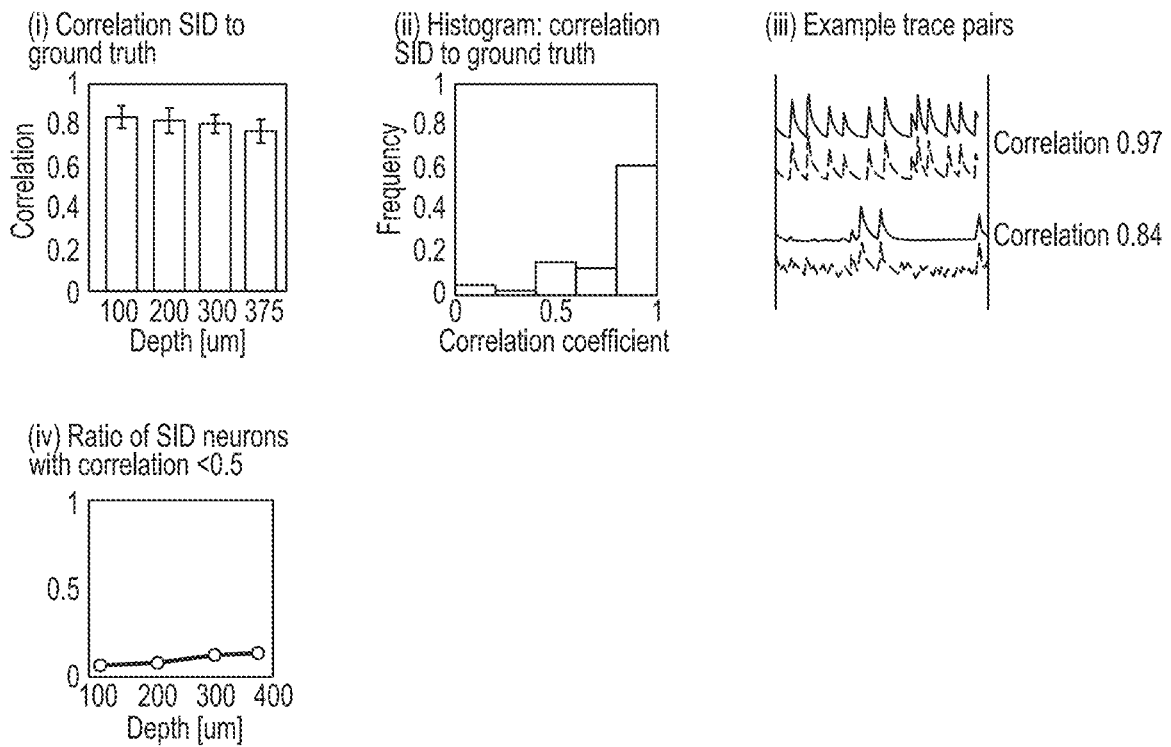 (i) Correlation SID to
ground truth
1
0.8
0.6
0.4
0.2
0
Correlation
100 200 300 375
Depth [um]
(ii) Histogram: correlation
SID to ground truth
1
0.8
0.6
0.4
0.2
0
Frequency
0 0.5 1
Correlation coefficient
(iii) Example trace pairs
Correlation 0.97
Correlation 0.84
(iv) Ratio of SID neurons
with correlation <0.5
1
0.5
0
100 200 300 400
Depth [um]